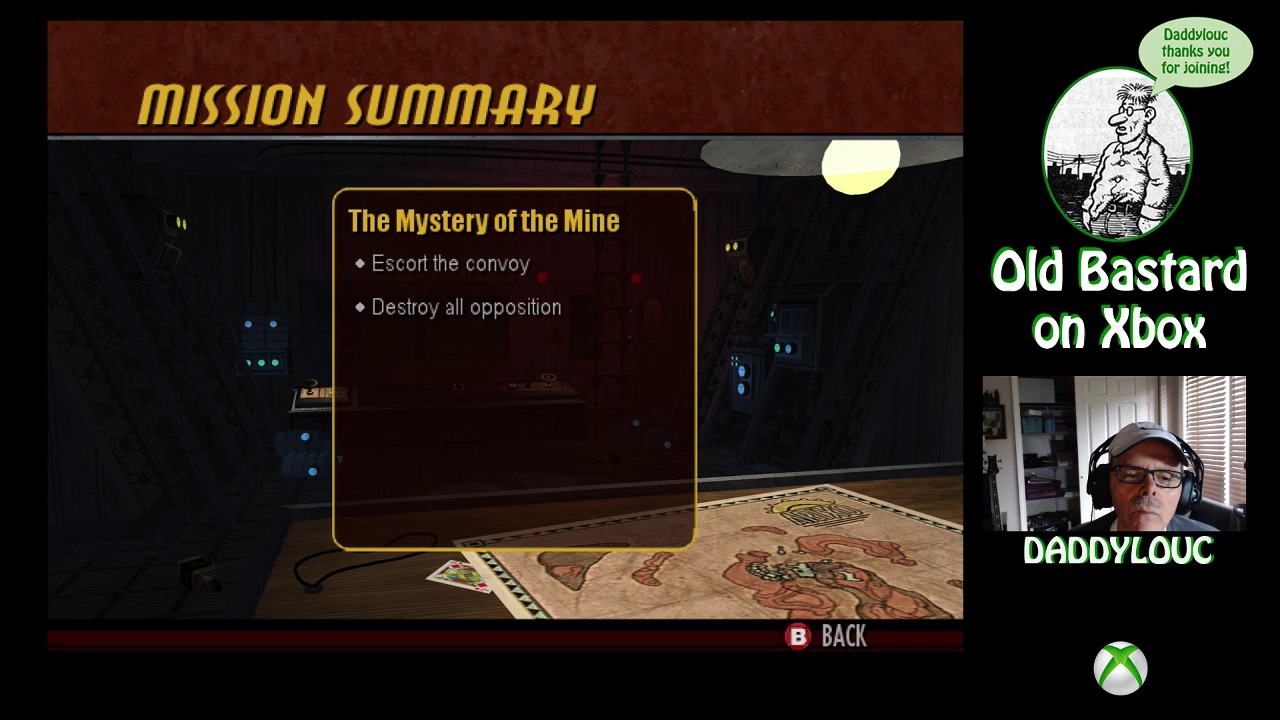 MISSION SUMMARY
The Mystery of the Mine
Escort the convoy
Destroy all opposition
B BACK
Daddylouc
thanks you
for joining!
Old Bastard
on Xbox
DADDYLOUC